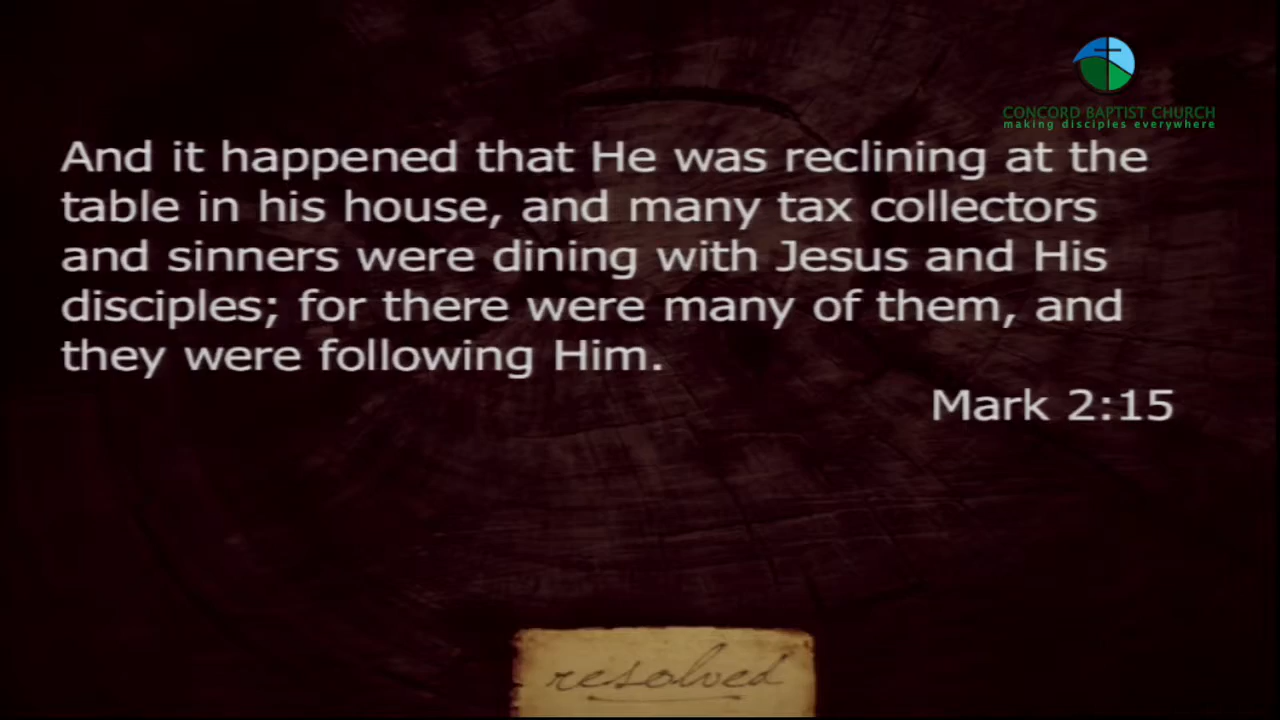 CONCORD BAPTIST CHURCH
making disciples everywhere
And it happened that He was reclining at the
table in his house, and many tax collectors
and sinners were dining with Jesus and His
disciples; for there were many of them, and
they were following Him.
Mark 2:15
resolved